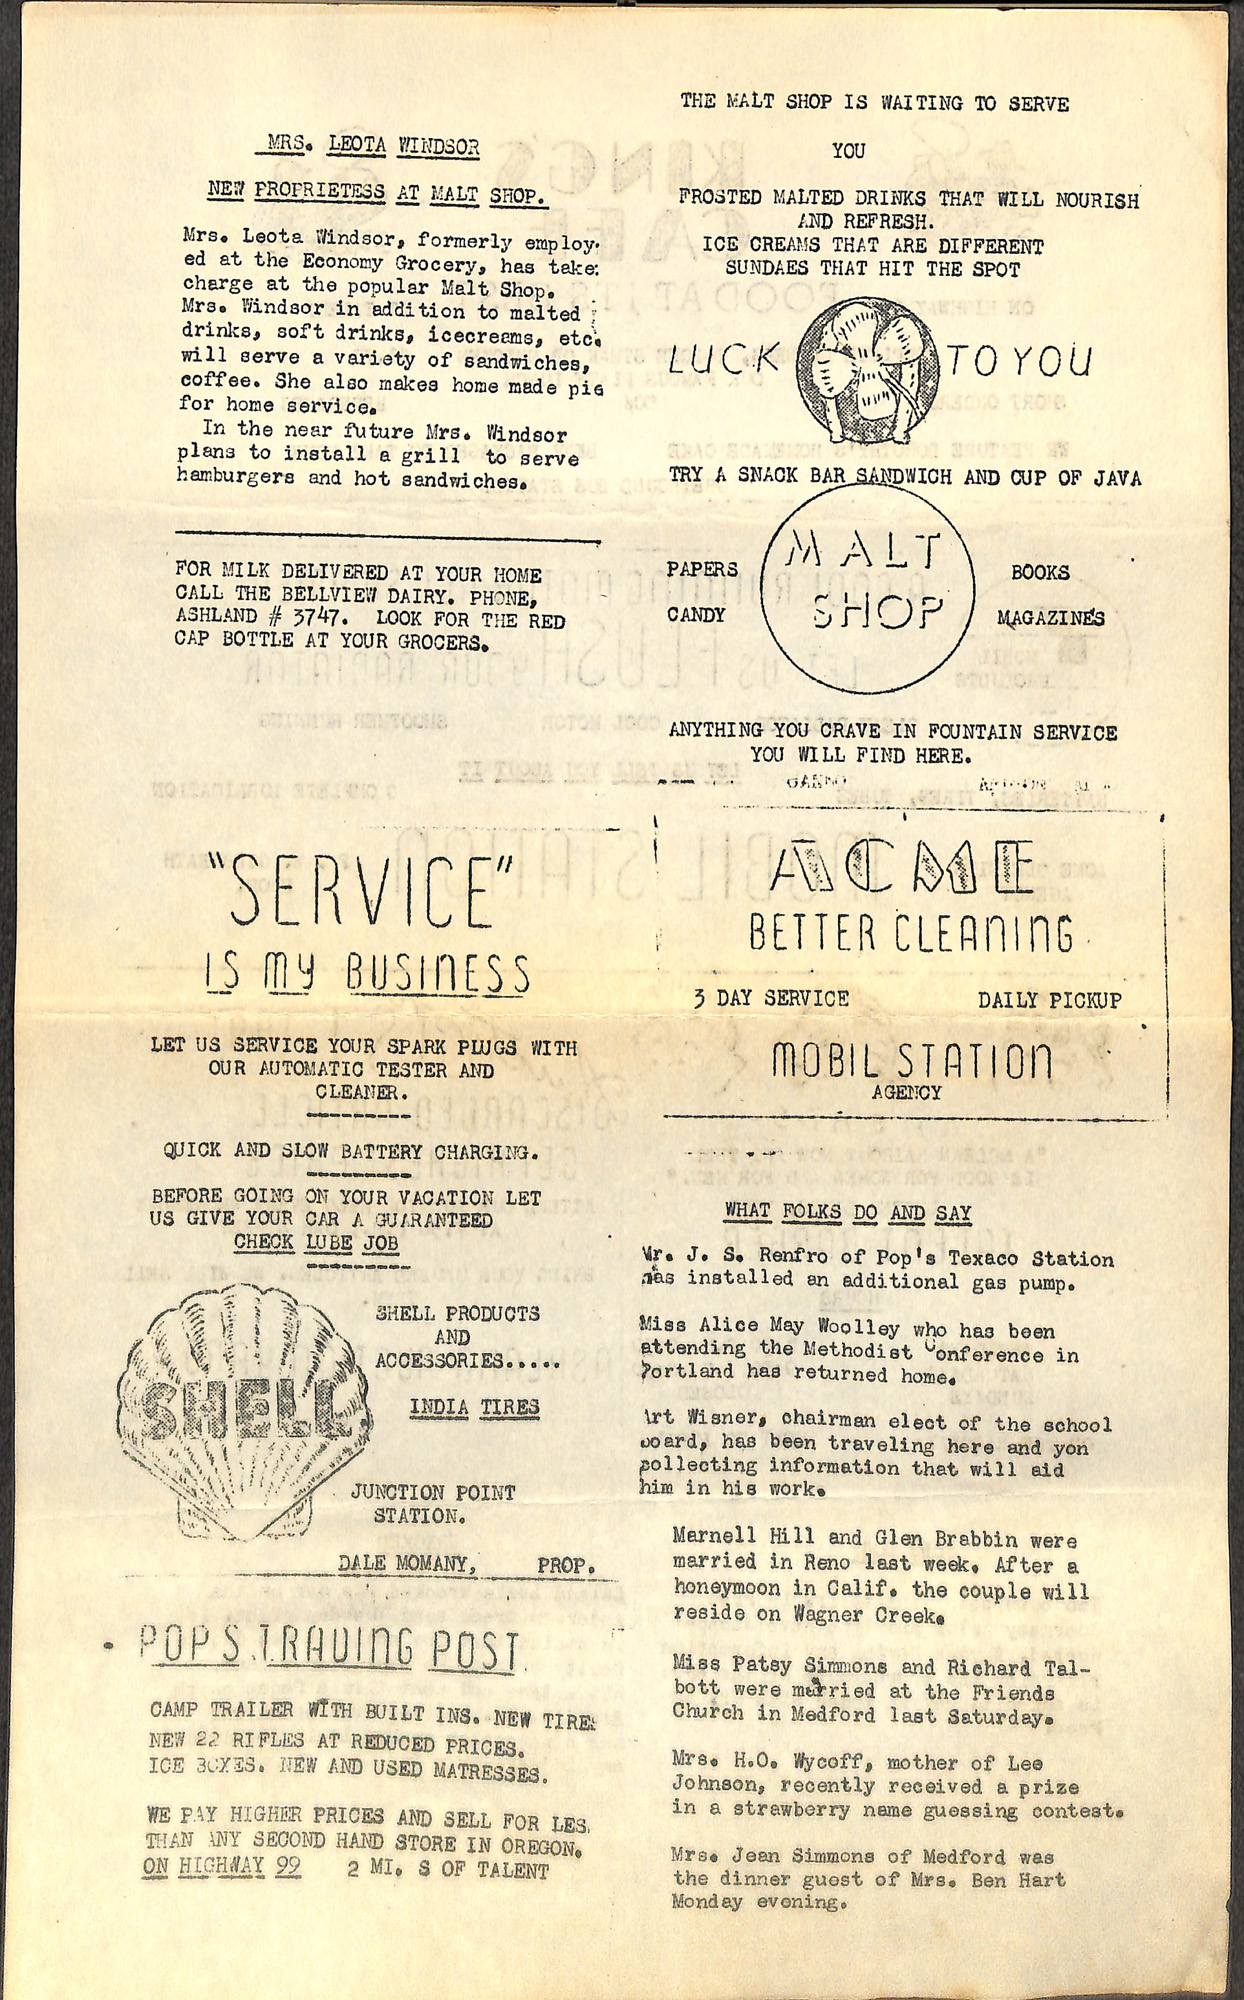 MRS. LEOTA WINDSOR
NEW PROPRIETESS AT MALT SHOP.
Mrs. Leota Windsor, formerly employ-
ed at the Economy Grocery, has take
charge at the popular Malt Shop.
Mrs. Windsor in addition to malted
drinks, soft drinks, icecreams, etc.
will serve a variety of sandwiches,
coffee. She also makes home made pie
for home service.
In the near future Mrs. Windsor
plans to install a grill to serve
hamburgers and hot sandwiches.
FOR MILK DELIVERED AT YOUR HOME
CALL THE BELLVIEW DAIRY. PHONE,
ASHLAND # 3747. LOOK FOR THE RED
CAP BOTTLE AT YOUR GROCERS.
"SERVICE"
IS MY BUSINESS
LET US SERVICE YOUR SPARK PLUGS WITH
OUR AUTOMATIC TESTER AND
CLEANER.
QUICK AND SLOW BATTERY CHARGING.
BEFORE GOING ON YOUR VACATION LET
US GIVE YOUR CAR A GUARANTEED
CHECK LUBE JOB
SHELL PRODUCTS
AND
ACCESSORIES.....
SHELL
INDIA TIRES
JUNCTION POINT
STATION.
DALE MOMANY, PROP.
POPS TRADING POST
CAMP TRAILER WITH BUILT INS. NEW TIRES
NEW 22 RIFLES AT REDUCED PRICES.
ICE BOXES. NEW AND USED MATRESSES.
WE PAY HIGHER PRICES AND SELL FOR LES
THAN ANY SECOND HAND STORE IN OREGON.
ON HIGHWAY 99 2 MI. S OF TALENT
THE MALT SHOP IS WAITING TO SERVE
YOU
FROSTED MALTED DRINKS THAT WILL NOURISH
AND REFRESH.
ICE CREAMS THAT ARE DIFFERENT
SUNDAES THAT HIT THE SPOT
LUCK TO YOU
TRY A SNACK BAR SANDWICH AND CUP OF JAVA
MALT
PAPERS BOOKS
SHOP
CANDY MAGAZINES
ANYTHING YOU CRAVE IN FOUNTAIN SERVICE
YOU WILL FIND HERE.
ACME
BETTER CLEANING
3 DAY SERVICE DAILY PICKUP
MOBIL STATION
AGENCY
WHAT FOLKS DO AND SAY
Mr. J. S. Renfro of Pop's Texaco Station
has installed an additional gas pump.
Miss Alice May Woolley who has been
attending the Methodist Conference in
Portland has returned home.
Art Wisner, chairman elect of the school
board, has been traveling here and yon
collecting information that will aid
him in his work.
Marnell Hill and Glen Brabbin were
married in Reno last week. After a
honeymoon in Calif. the couple will
reside on Wagner Creek.
Miss Patsy Simmons and Richard Tal-
bott were married at the Friends
Church in Medford last Saturday.
Mrs. H.O. Wycoff, mother of Lee
Johnson, recently received a prize
in a strawberry name guessing contest.
Mrs. Jean Simmons of Medford was
the dinner guest of Mrs. Ben Hart
Monday evening.